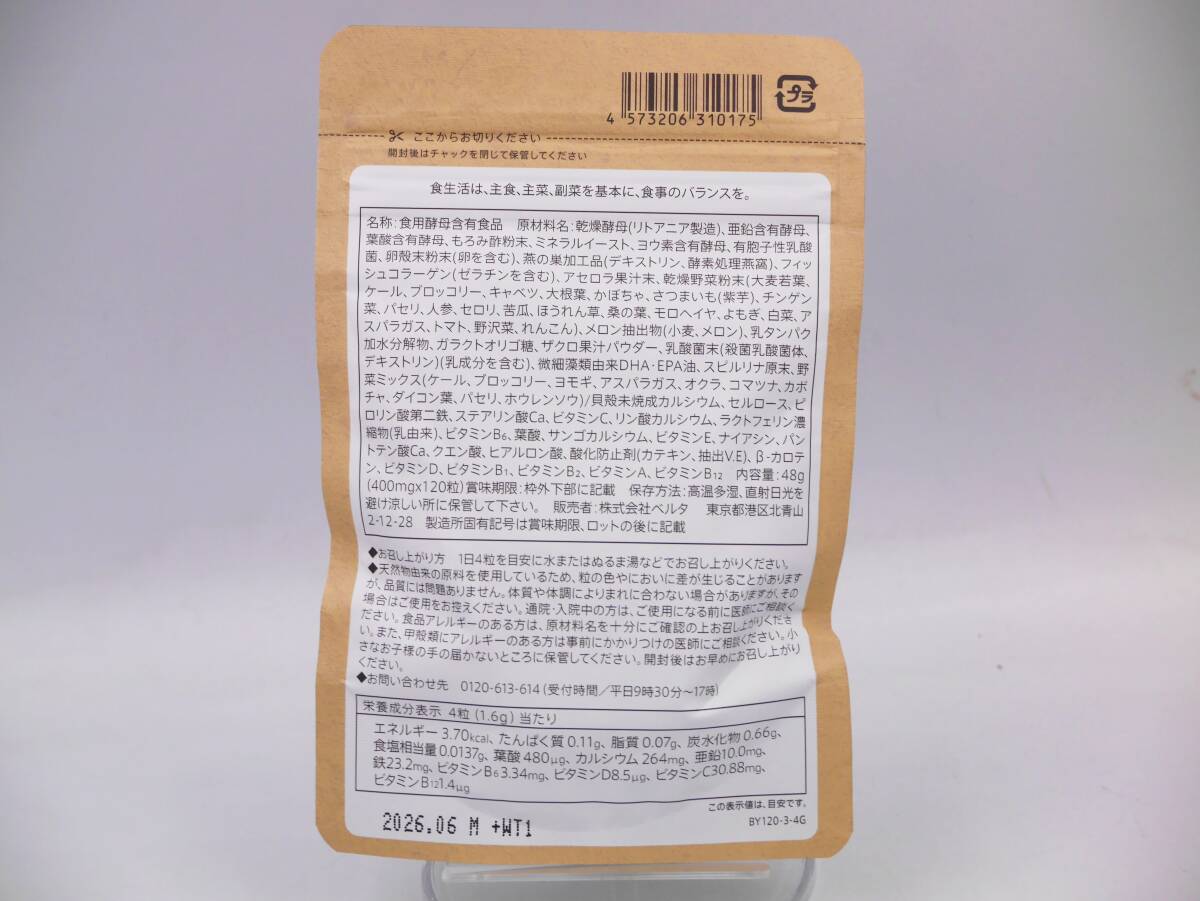 4 573206 310175
プラ
ここからお切りください
開封後はチャックを閉じて保管してください
食生活は、主食、主菜、副菜を基本に、食事のバランスを。
名称:食用酵母含有食品 原材料名:乾燥酵母(リトアニア製造)、亜鉛含有酵母、
葉酸含有酵母、もろみ酢粉末、ミネラルイースト、ヨウ素含有酵母、有胞子性乳酸
菌、卵殻末粉末(卵を含む)、燕の巣加工品(デキストリン、酵素処理燕窩)、フィッ
シュコラーゲン(ゼラチンを含む)、アセロラ果汁末、乾燥野菜粉末(大麦若葉、
ケール、ブロッコリー、キャベツ、大根葉、かぼちゃ、さつまいも(紫芋)、チンゲン
菜、パセリ、人参、セロリ、苦瓜、ほうれん草、桑の葉、モロヘイヤ、よもぎ、白菜、ア
スパラガス、トマト、野沢菜、れんこん)、メロン抽出物(小麦、メロン)、乳タンパク
加水分解物、ガラクトオリゴ糖、ザクロ果汁パウダー、乳酸菌末(殺菌乳酸菌体、
デキストリン)(乳成分を含む)、微細藻類由来DHA・EPA油、スピルリナ原末、野
菜ミックス(ケール、ブロッコリー、ヨモギ、アスパラガス、オクラ、コマツナ、カボ
チャ、ダイコン葉、パセリ、ホウレンソウ)/貝殻未焼成カルシウム、セルロース、ピ
ロリン酸第二鉄、ステアリン酸Ca、ビタミンC、リン酸カルシウム、ラクトフェリン濃
縮物(乳由来)、ビタミンB6、葉酸、サンゴカルシウム、ビタミンE、ナイアシン、パン
トテン酸Ca、クエン酸、ヒアルロン酸、酸化防止剤(カテキン、抽出V.E)、β-カロテ
ン、ビタミンD、ビタミンB1、ビタミンB2、ビタミンA、ビタミンB12 内容量:48g
(400mgx120粒)賞味期限:枠外下部に記載 保存方法:高温多湿、直射日光を
避け涼しい所に保管して下さい。 販売者:株式会社ベルタ 東京都港区北青山
2-12-28 製造所固有記号は賞味期限、ロットの後に記載
◆お召し上がり方 1日4粒を目安に水またはぬるま湯などでお召し上がりください。
◆天然物由来の原料を使用しているため、粒の色やにおいに差が生じることがあります
が、品質には問題ありません。体質や体調によりまれに合わない場合がありますが、その
場合はご使用をお控えください。通院・入院中の方は、ご使用になる前に医師にご相談く
ださい。食品アレルギーのある方は、原材料名を十分にご確認の上お召し上がりくださ
い。また、甲殻類にアレルギーのある方は事前にかかりつけの医師にご相談ください。小
さなお子様の手の届かないところに保管してください。開封後はお早めにお召し上がり
ください。
◆お問い合わせ先 0120-613-614(受付時間/平日9時30分〜17時)
栄養成分表示 4粒(1.6g)当たり
エネルギー3.70kcal、たんぱく質0.11g、脂質0.07g、炭水化物0.66g、
食塩相当量0.0137g、葉酸480μg、カルシウム264mg、亜鉛10.0mg、
鉄23.2mg、ビタミンB6 3.34mg、ビタミンD8.5μg、ビタミンC30.88mg、
ビタミンB12 1.4μg
この表示値は、目安です。
2026.06 M +WT1
BY120-3-4G